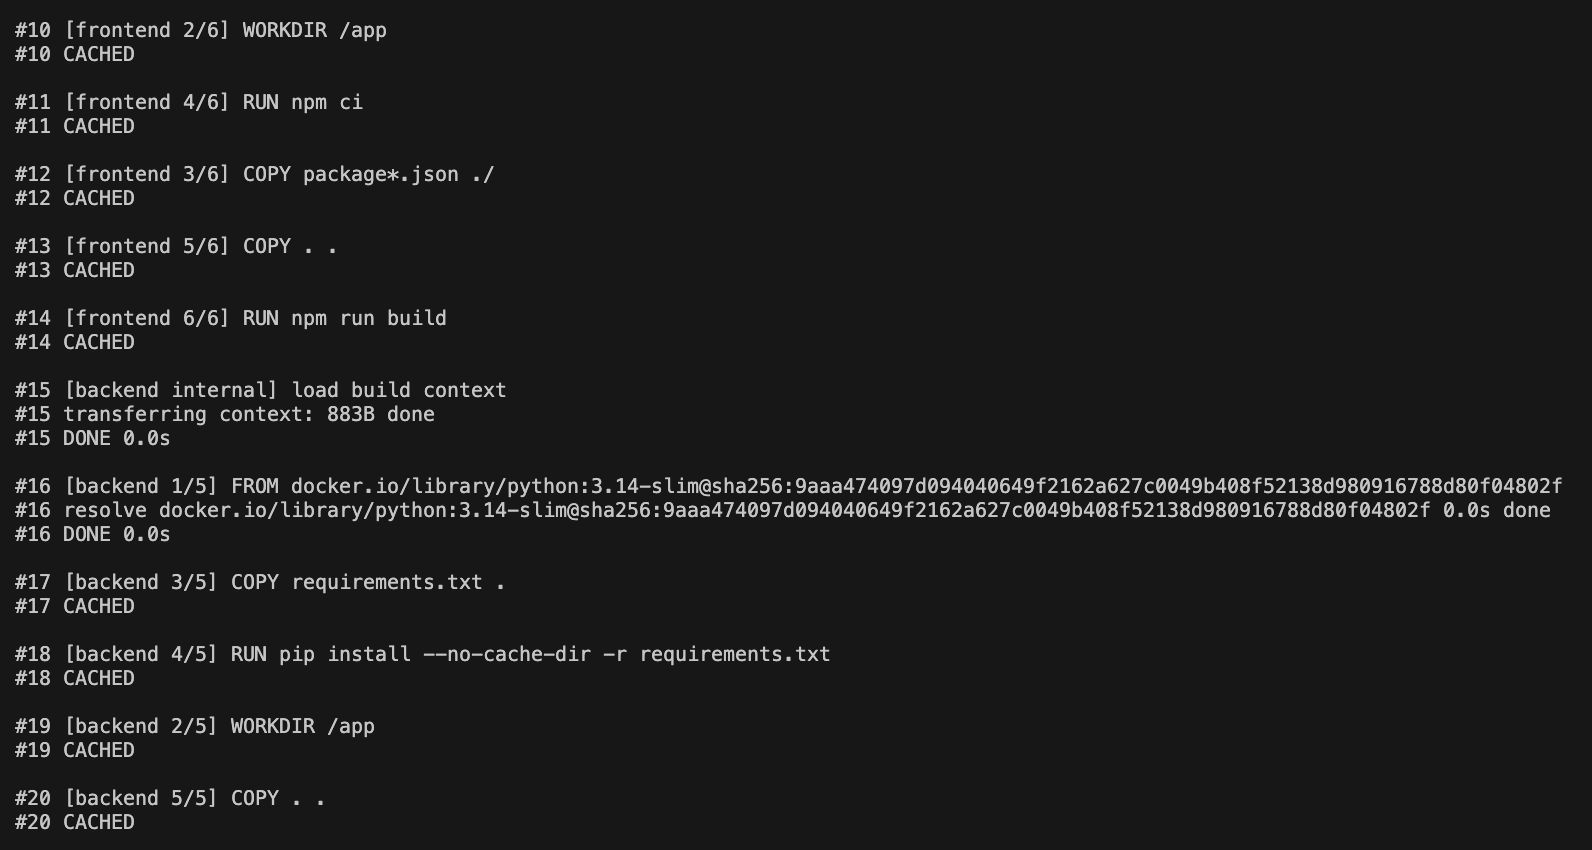 #10 [frontend 2/6] WORKDIR /app
#10 CACHED

#11 [frontend 4/6] RUN npm ci
#11 CACHED

#12 [frontend 3/6] COPY package*.json ./
#12 CACHED

#13 [frontend 5/6] COPY . .
#13 CACHED

#14 [frontend 6/6] RUN npm run build
#14 CACHED

#15 [backend internal] load build context
#15 transferring context: 883B done
#15 DONE 0.0s

#16 [backend 1/5] FROM docker.io/library/python:3.14-slim@sha256:9aaa474097d094040649f2162a627c0049b408f52138d980916788d80f04802f
#16 resolve docker.io/library/python:3.14-slim@sha256:9aaa474097d094040649f2162a627c0049b408f52138d980916788d80f04802f 0.0s done
#16 DONE 0.0s

#17 [backend 3/5] COPY requirements.txt .
#17 CACHED

#18 [backend 4/5] RUN pip install --no-cache-dir -r requirements.txt
#18 CACHED

#19 [backend 2/5] WORKDIR /app
#19 CACHED

#20 [backend 5/5] COPY . .
#20 CACHED